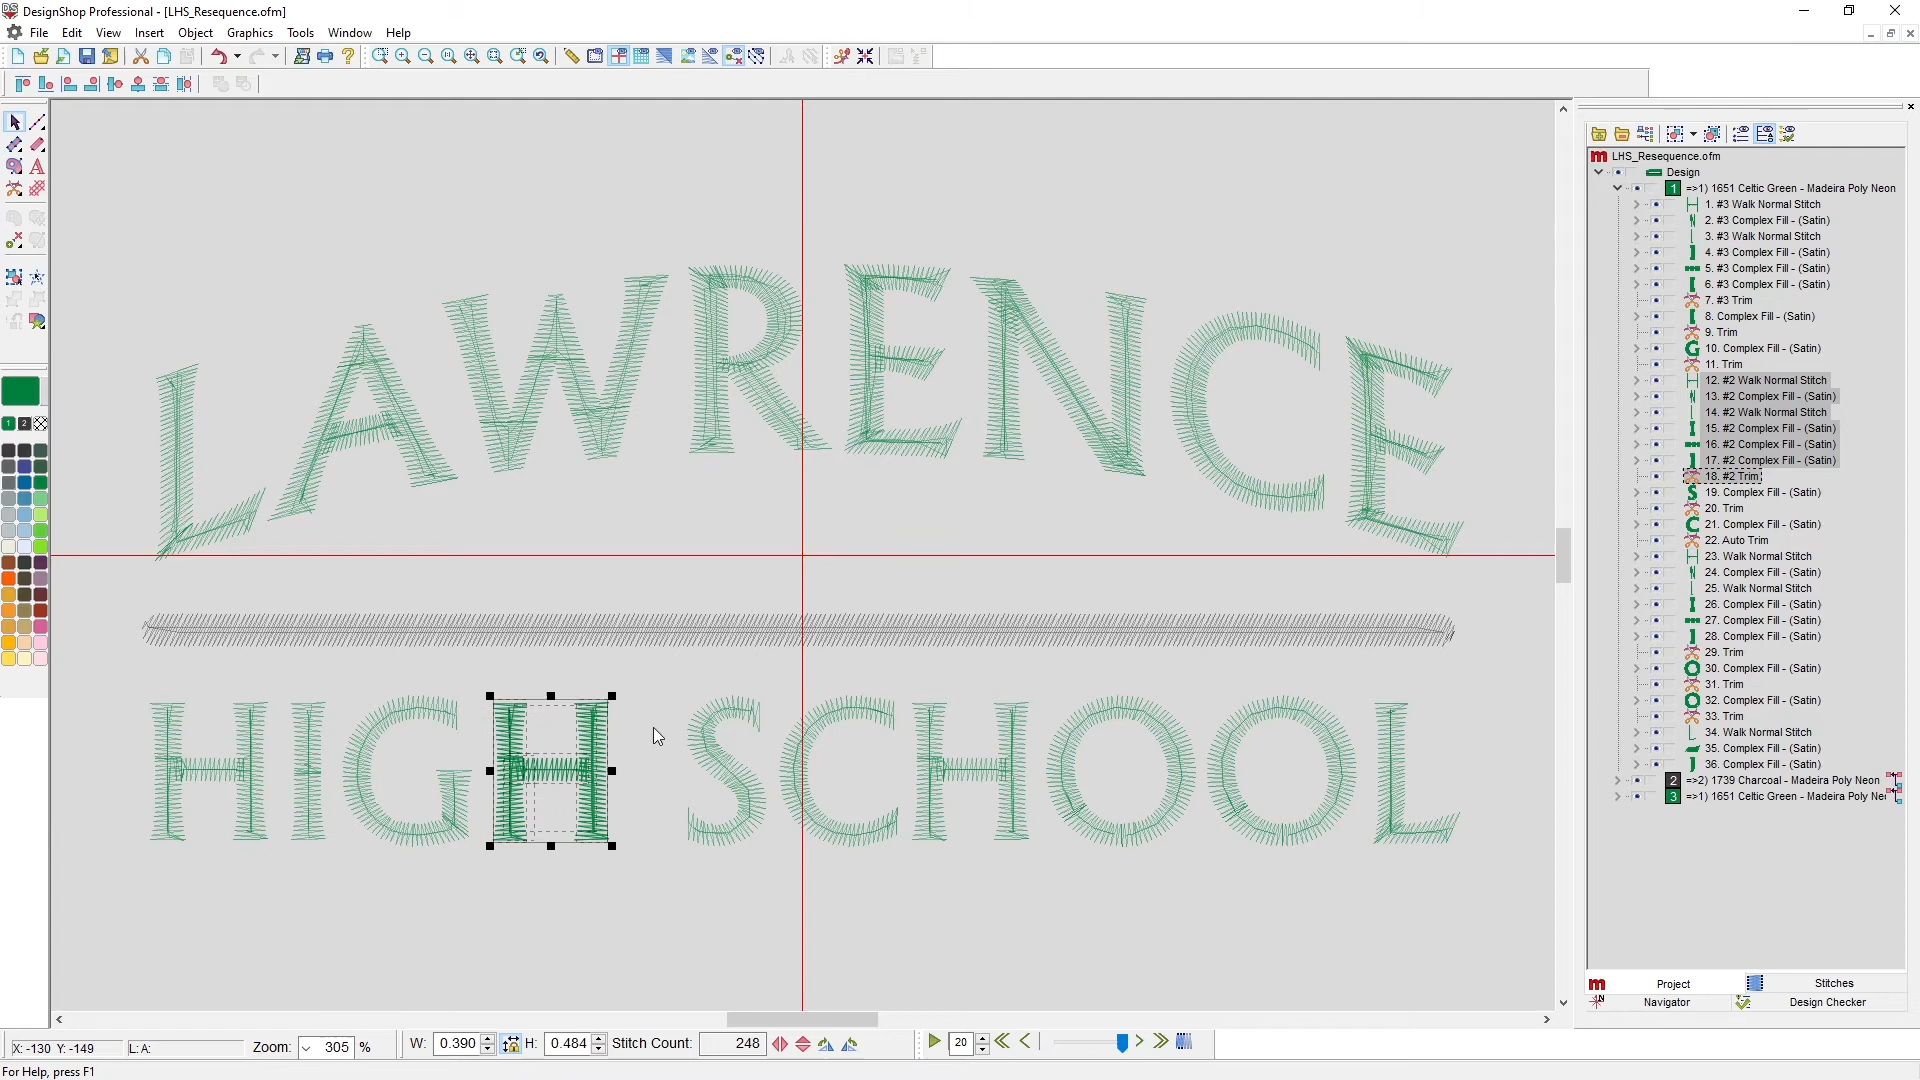 DesignShop Professional - [LHS_Resequence.ofm]
File Edit View Insert Object Graphics Tools Window Help
LHS_Resequence.ofm
Design
1 =>1) 1651 Celtic Green - Madeira Poly Neon
1. #3 Walk Normal Stitch
2. #3 Complex Fill - (Satin)
3. #3 Walk Normal Stitch
4. #3 Complex Fill - (Satin)
5. #3 Complex Fill - (Satin)
6. #3 Complex Fill - (Satin)
7. #3 Trim
8. Complex Fill - (Satin)
9. Trim
10. Complex Fill - (Satin)
11. Trim
12. #2 Walk Normal Stitch
13. #2 Complex Fill - (Satin)
14. #2 Walk Normal Stitch
15. #2 Complex Fill - (Satin)
16. #2 Complex Fill - (Satin)
17. #2 Complex Fill - (Satin)
18. #2 Trim
19. Complex Fill - (Satin)
20. Trim
21. Complex Fill - (Satin)
22. Auto Trim
23. Walk Normal Stitch
24. Complex Fill - (Satin)
25. Walk Normal Stitch
26. Complex Fill - (Satin)
27. Complex Fill - (Satin)
28. Complex Fill - (Satin)
29. Trim
30. Complex Fill - (Satin)
31. Trim
32. Complex Fill - (Satin)
33. Trim
34. Walk Normal Stitch
35. Complex Fill - (Satin)
36. Complex Fill - (Satin)
2 =>2) 1739 Charcoal - Madeira Poly Neon
3 =>1) 1651 Celtic Green - Madeira Poly Ne
1 2
LAWRENCE
HIGH SCHOOL
Project Stitches
Navigator Design Checker
X: -130 Y: -149 L: A: Zoom: 305 % W: 0.390 H: 0.484 Stitch Count: 248 20
For Help, press F1